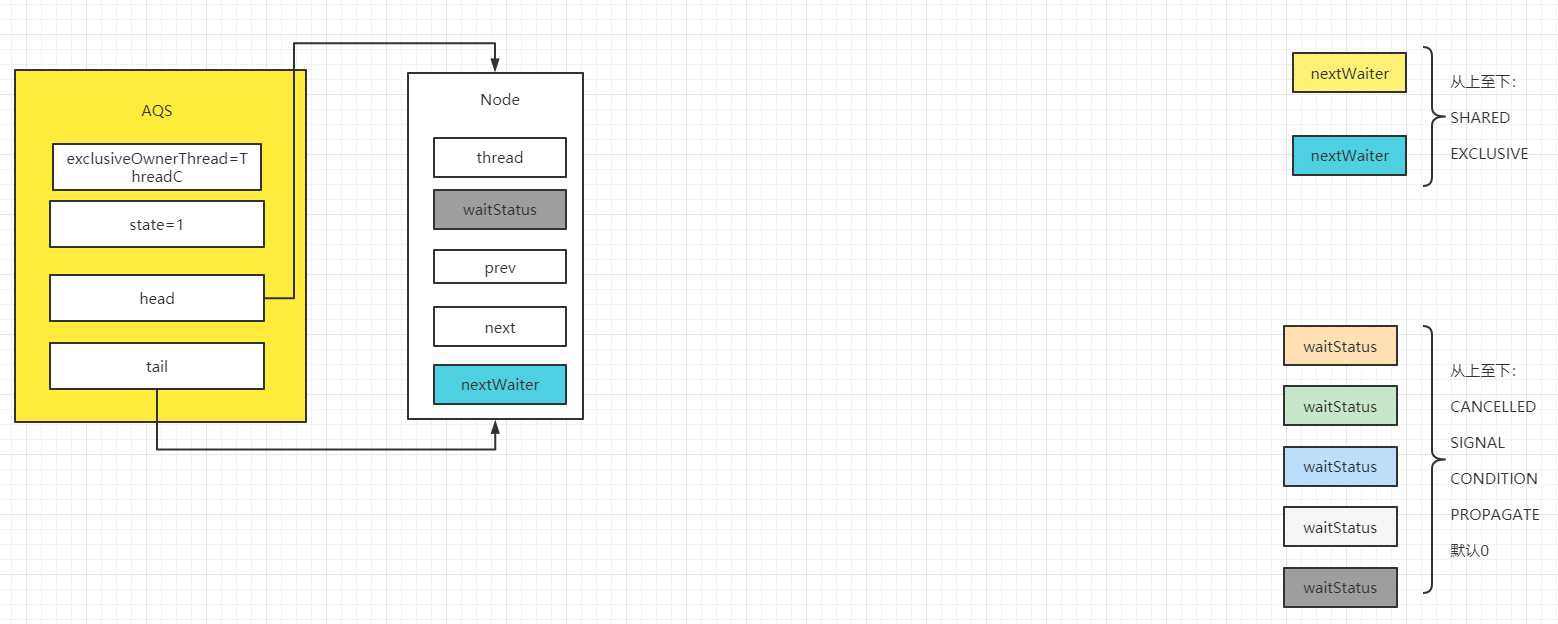 AQS
exclusiveOwnerThread=T
hreadC
state=1
head
tail
Node
thread
waitStatus
prev
next
nextWaiter
nextWaiter
nextWaiter
从上至下:
SHARED
EXCLUSIVE
waitStatus
waitStatus
waitStatus
waitStatus
waitStatus
从上至下:
CANCELLED
SIGNAL
CONDITION
PROPAGATE
默认0